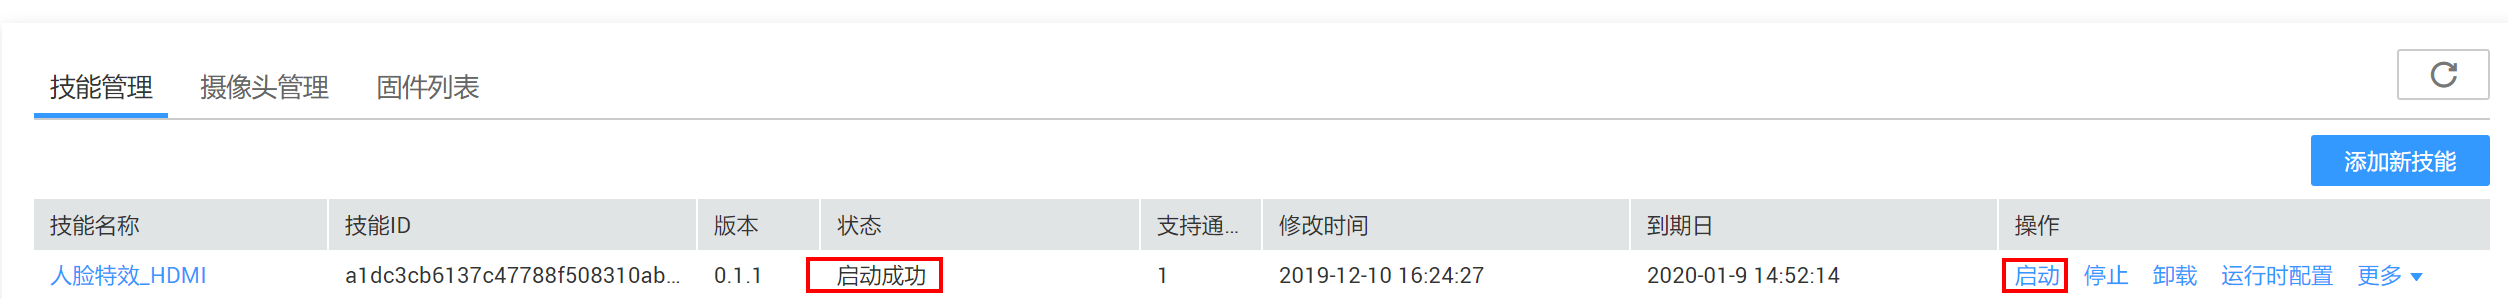 技能管理 摄像头管理 固件列表
添加新技能
技能名称 技能ID 版本 状态 支持通... 修改时间 到期日 操作
人脸特效_HDMI a1dc3cb6137c47788f508310ab... 0.1.1 启动成功 1 2019-12-10 16:24:27 2020-01-9 14:52:14 启动 停止 卸载 运行时配置 更多